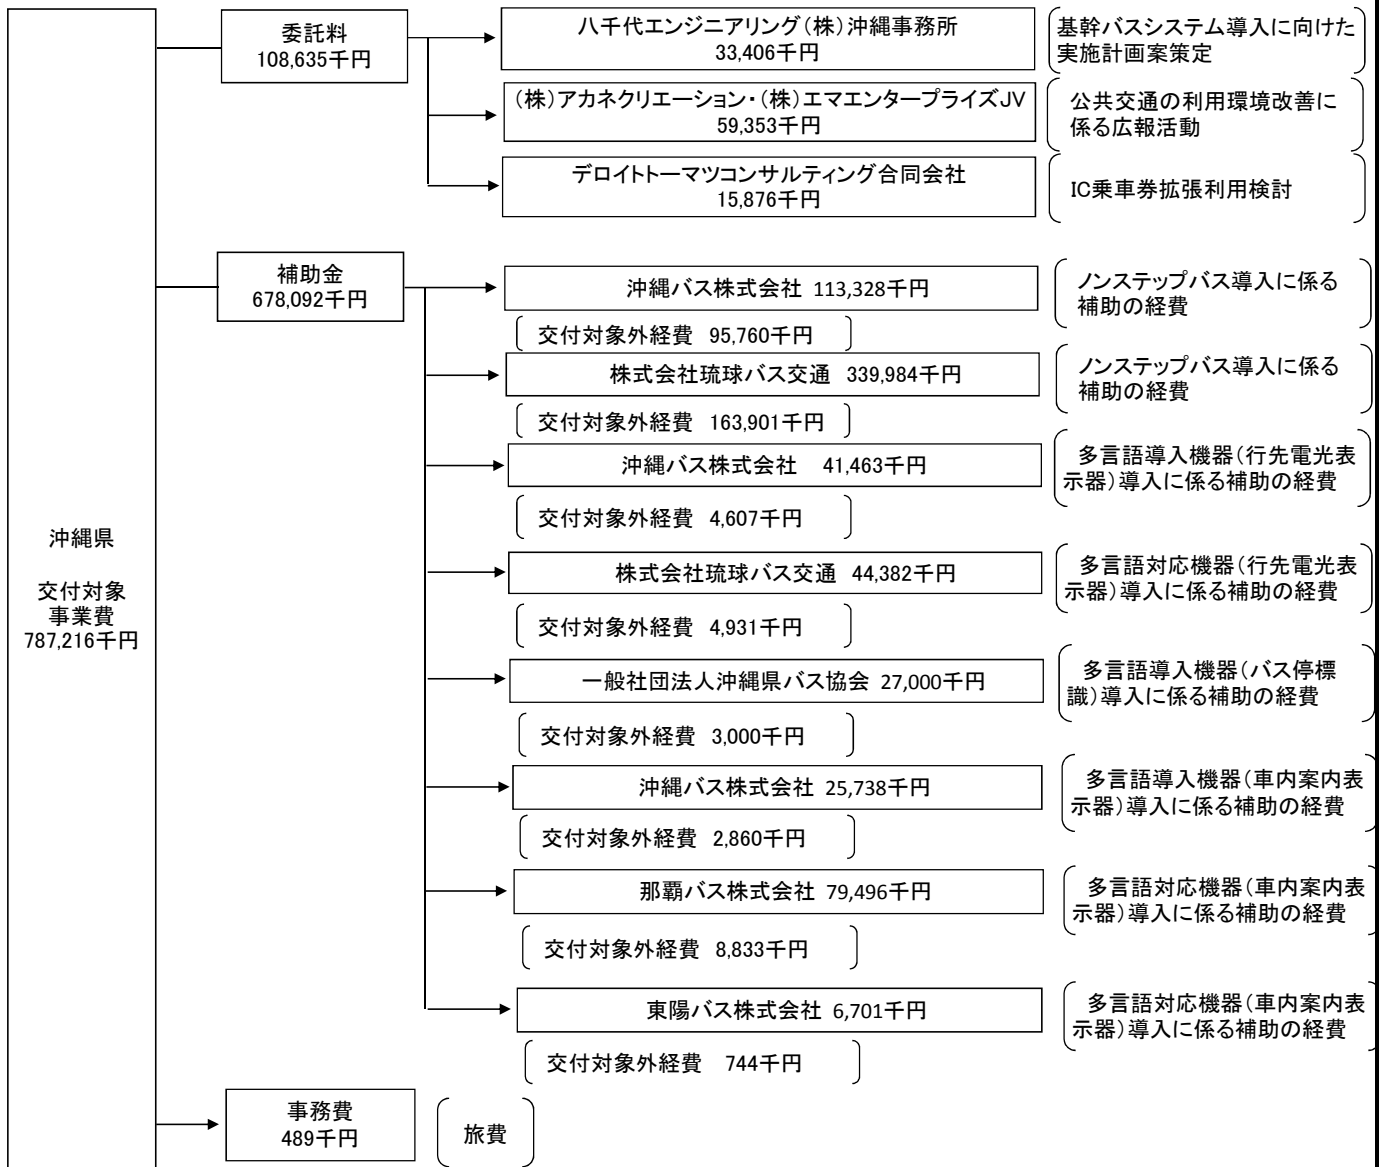 沖縄県
交付対象
事業費
787,216千円
委託料
108,635千円
八千代エンジニアリング(株)沖縄事務所
33,406千円
基幹バスシステム導入に向けた
実施計画案策定
(株)アカネクリエーション・(株)エマエンタープライズJV
59,353千円
公共交通の利用環境改善に
係る広報活動
デロイトトーマツコンサルティング合同会社
15,876千円
IC乗車券拡張利用検討
補助金
678,092千円
沖縄バス株式会社 113,328千円
ノンステップバス導入に係る
補助の経費
交付対象外経費 95,760千円
株式会社琉球バス交通 339,984千円
ノンステップバス導入に係る
補助の経費
交付対象外経費 163,901千円
沖縄バス株式会社 41,463千円
多言語導入機器(行先電光表
示器)導入に係る補助の経費
交付対象外経費 4,607千円
株式会社琉球バス交通 44,382千円
多言語対応機器(行先電光表
示器)導入に係る補助の経費
交付対象外経費 4,931千円
一般社団法人沖縄県バス協会 27,000千円
多言語導入機器(バス停標
識)導入に係る補助の経費
交付対象外経費 3,000千円
沖縄バス株式会社 25,738千円
多言語導入機器(車内案内表
示器)導入に係る補助の経費
交付対象外経費 2,860千円
那覇バス株式会社 79,496千円
多言語対応機器(車内案内表
示器)導入に係る補助の経費
交付対象外経費 8,833千円
東陽バス株式会社 6,701千円
多言語対応機器(車内案内表
示器)導入に係る補助の経費
交付対象外経費 744千円
事務費
489千円
旅費